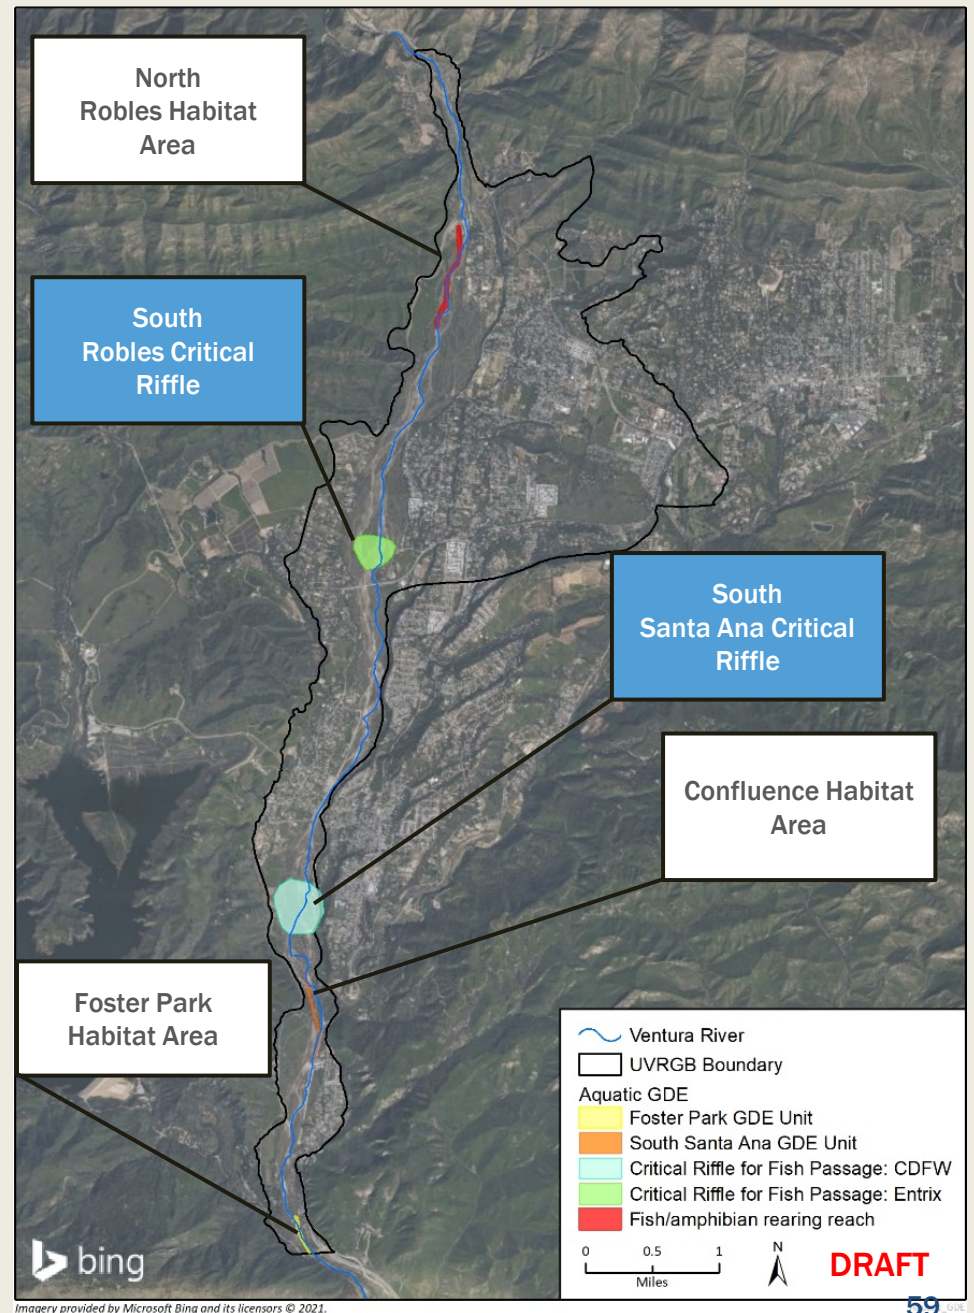 North
Robles Habitat
Area
South
Robles Critical
Riffle
South
Santa Ana Critical
Riffle
Confluence Habitat
Area
Foster Park
Habitat Area
Ventura River
UVRGB Boundary
Aquatic GDE
Foster Park GDE Unit
South Santa Ana GDE Unit
Critical Riffle for Fish Passage: CDFW
Critical Riffle for Fish Passage: Entrix
Fish/amphibian rearing reach
0 0.5 1
Miles
N
DRAFT
bing
Imagery provided by Microsoft Bing and its licensors © 2021.
59